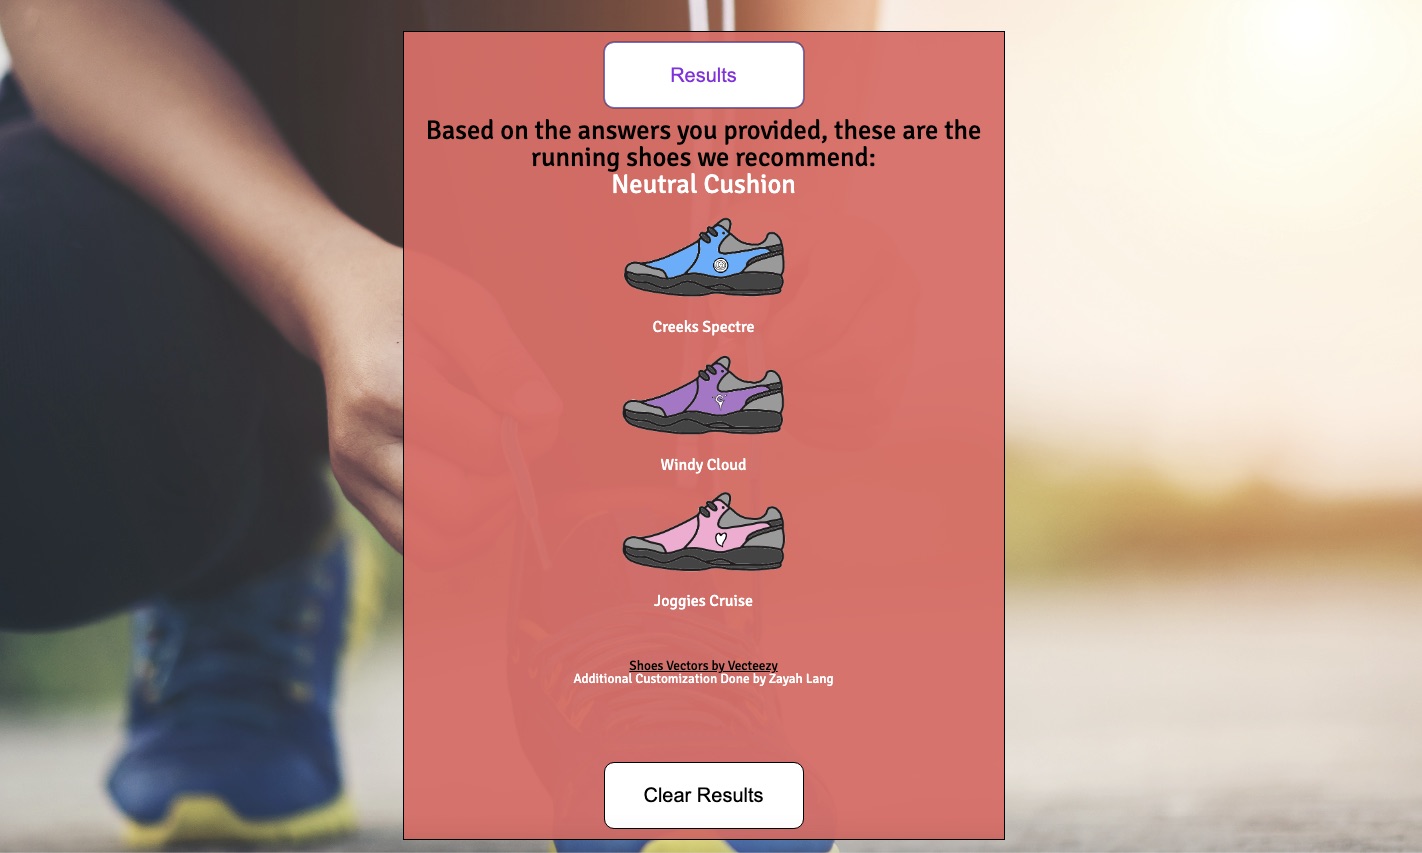 Results
Based on the answers you provided, these are the
running shoes we recommend:
Neutral Cushion
Creeks Spectre
Windy Cloud
Joggies Cruise
Shoes Vectors by Vecteezy
Additional Customization Done by Zayah Lang
Clear Results